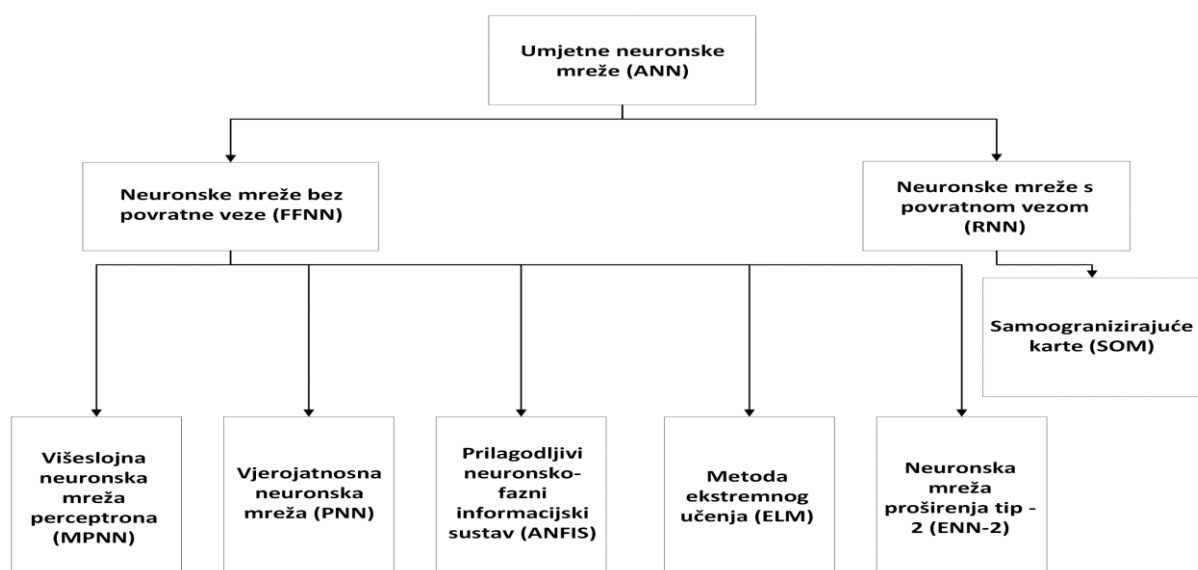 Umjetne neuronske
mreže (ANN)
Neuronske mreže bez
povratne veze (FFNN)
Neuronske mreže s
povratnom vezom
(RNN)
Samoogranizirajuće
karte (SOM)
Višeslojna
neuronska
mreža
perceptrona
(MPNN)
Vjerojatnosna
neuronska
mreža (PNN)
Prilagodljivi
neuronsko-
fazni
informacijski
sustav (ANFIS)
Metoda
ekstremnog
učenja (ELM)
Neuronska
mreža
proširenja tip -
2 (ENN-2)